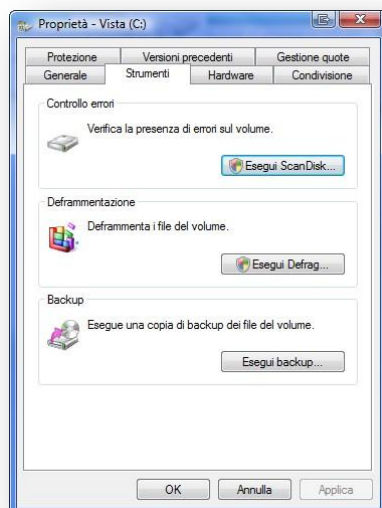 Proprietà - Vista (C:)
Protezione Versioni precedenti Gestione quote
Generale Strumenti Hardware Condivisione
Controllo errori
Verifica la presenza di errori sul volume.
Esegui ScanDisk...
Deframmentazione
Deframmenta i file del volume.
Esegui Defrag...
Backup
Esegue una copia di backup dei file del volume.
Esegui backup...
OK Annulla Applica